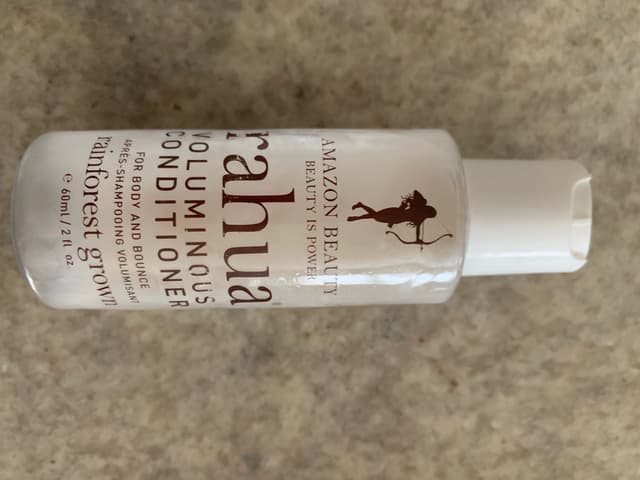 AMAZON BEAUTY
BEAUTY IS POWER
rahua
VOLUMINOUS
CONDITIONER
FOR BODY AND BOUNCE
APRÈS-SHAMPOOING VOLUMISANT
rainforest grown
℮ 60mL / 2 fl oz.